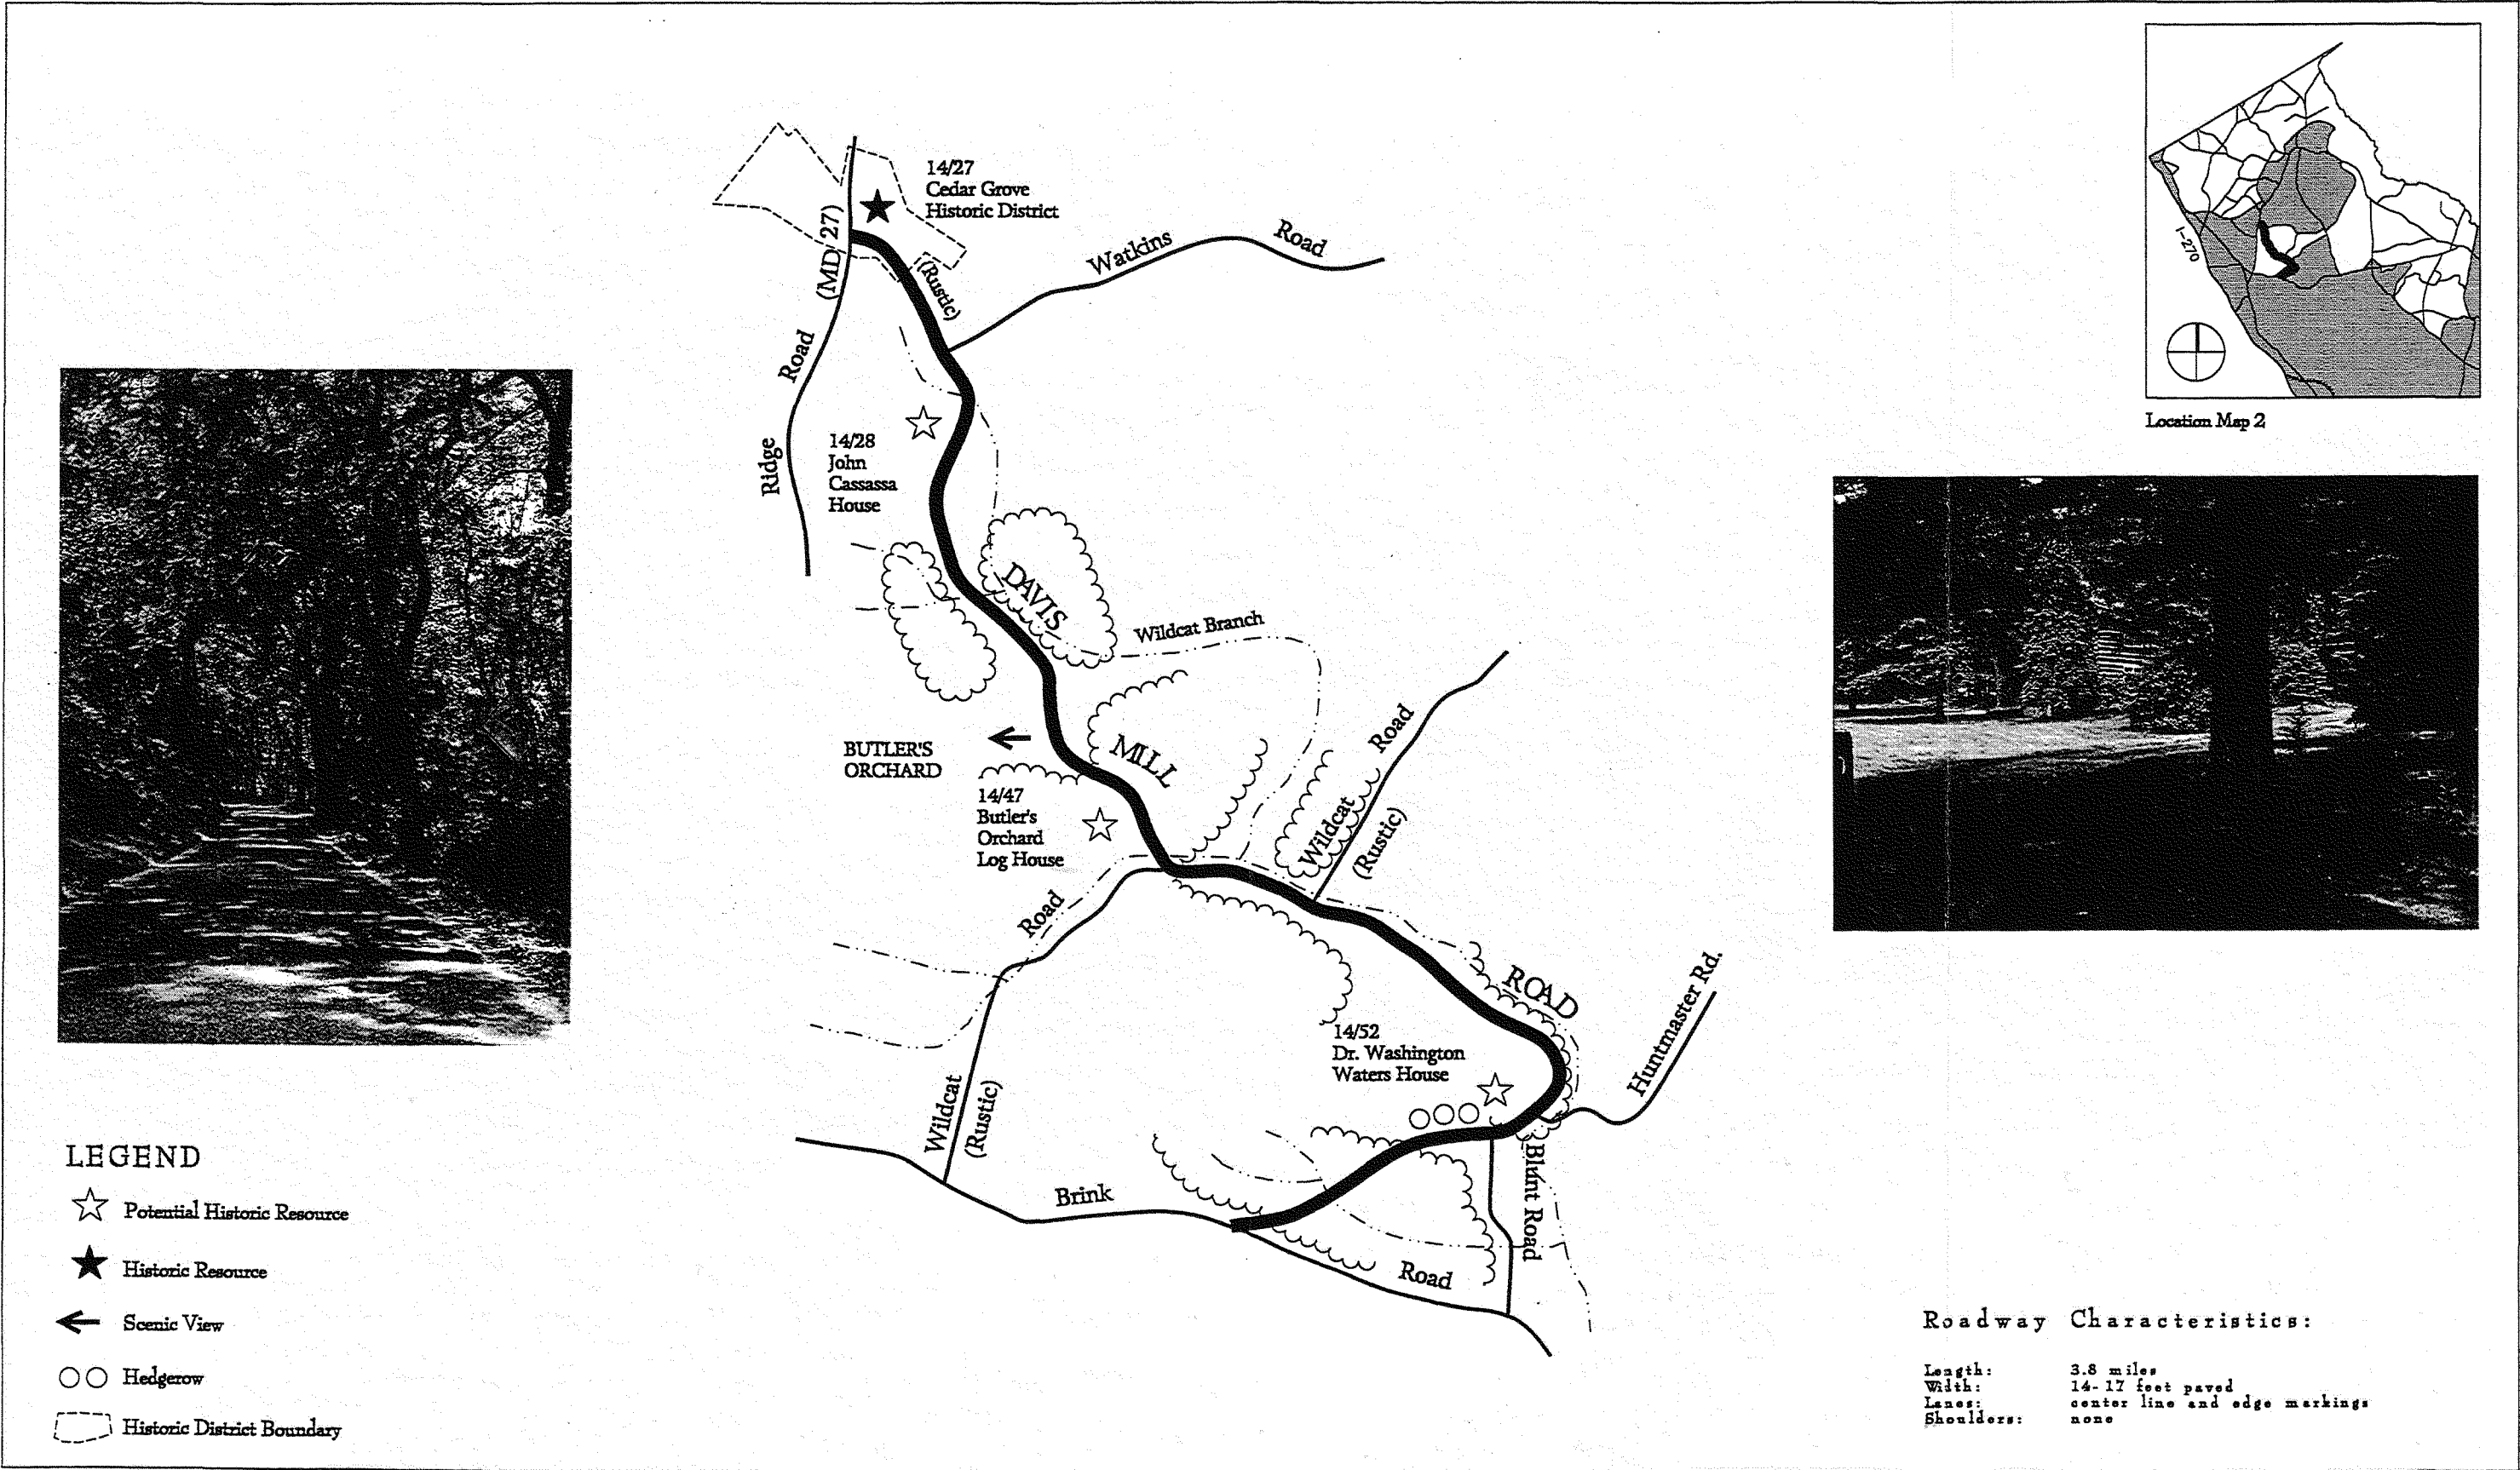 14/27
Cedar Grove
Historic District
(MD 27)
(Rustic)
Watkins Road
Ridge Road
I-270
Location Map 2
14/28
John
Cassassa
House
DAVIS
Wildcat Branch
BUTLER'S
ORCHARD
MILL
14/47
Butler's
Orchard
Log House
Wildcat Road
(Rustic)
Road
ROAD
Huntmaster Rd.
14/52
Dr. Washington
Waters House
Wildcat
(Rustic)
Brink
Road
Blunt Road
LEGEND
Potential Historic Resource
Historic Resource
Scenic View
Hedgerow
Historic District Boundary
Roadway Characteristics:
Length: 3.8 miles
Width: 14-17 feet paved
Lanes: center line and edge markings
Shoulders: none